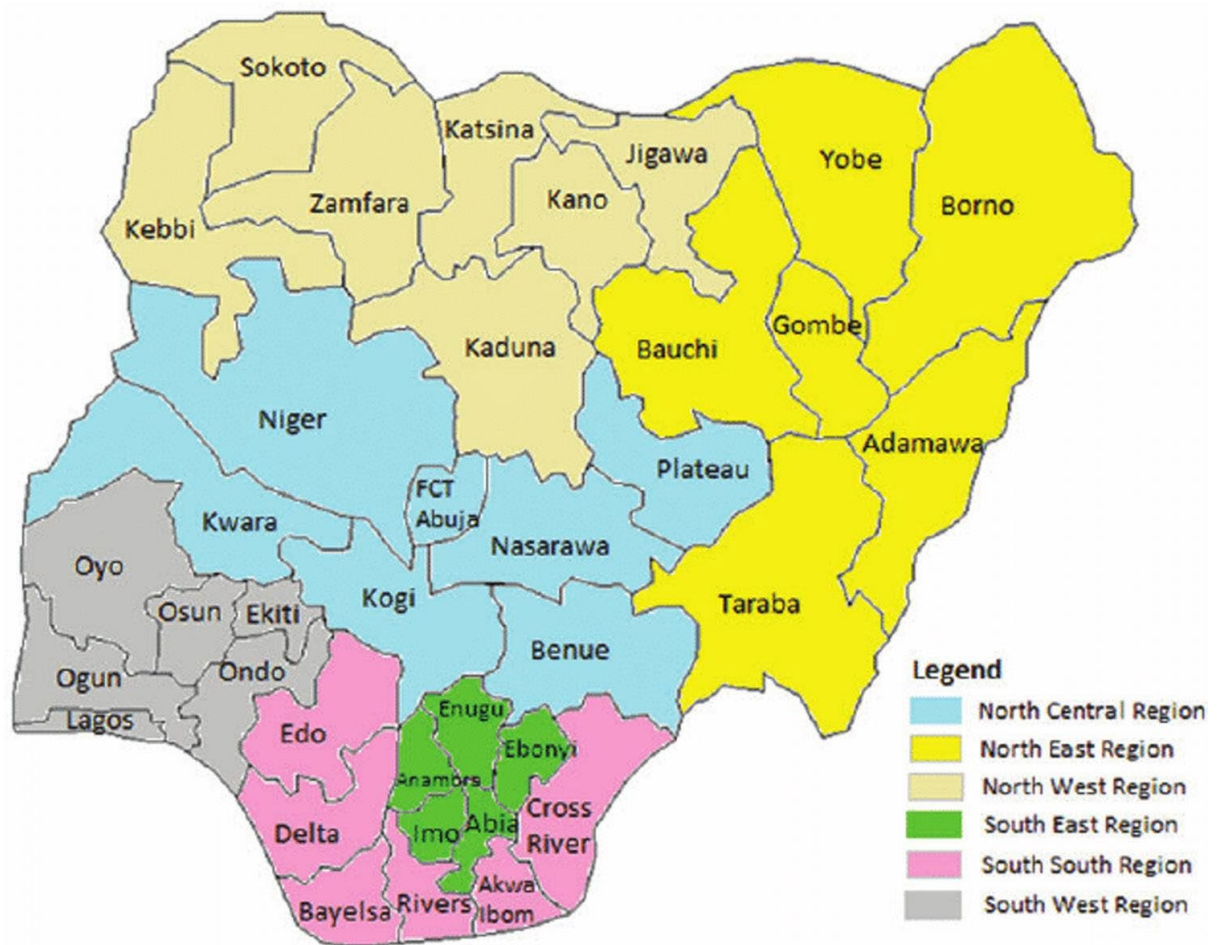 Sokoto
Katsina
Jigawa
Yobe
Zamfara
Kano
Borno
Kebbi
Gombe
Kaduna
Bauchi
Niger
Adamawa
Plateau
FCT
Abuja
Kwara
Nasarawa
Oyo
Kogi
Taraba
Osun
Ekiti
Benue
Ogun
Ondo
Lagos
Enugu
Edo
Ebonyi
Anambrs
Cross
River
Delta
Imo
Abia
Akwa
Ibom
Bayelsa
Rivers
Legend
North Central Region
North East Region
North West Region
South East Region
South South Region
South West Region